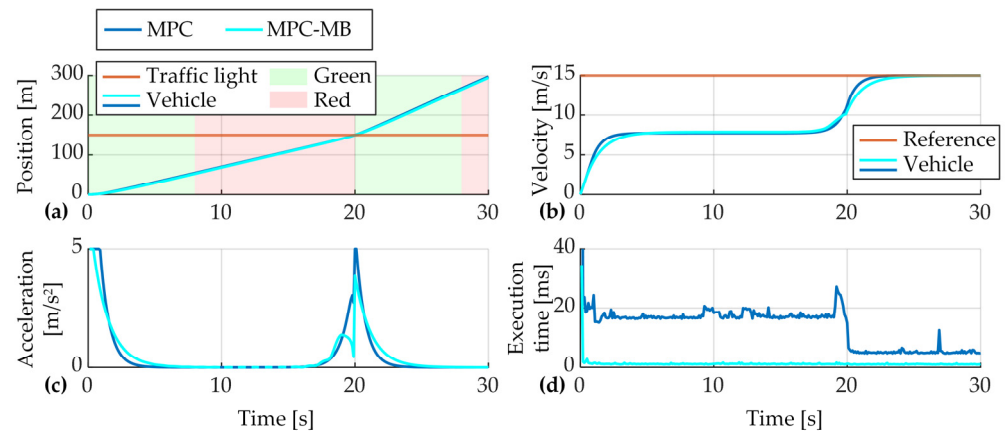 MPC MPC-MB
Traffic light Green
Vehicle Red
Position [m]
300
200
100
0
0 10 20 30
(a)
Velocity [m/s]
15
10
5
0
0 10 20 30
Reference
Vehicle
(b)
Acceleration
[m/s²]
5
0
0 10 20 30
Time [s]
(c)
Execution
time [ms]
40
20
0
0 10 20 30
Time [s]
(d)